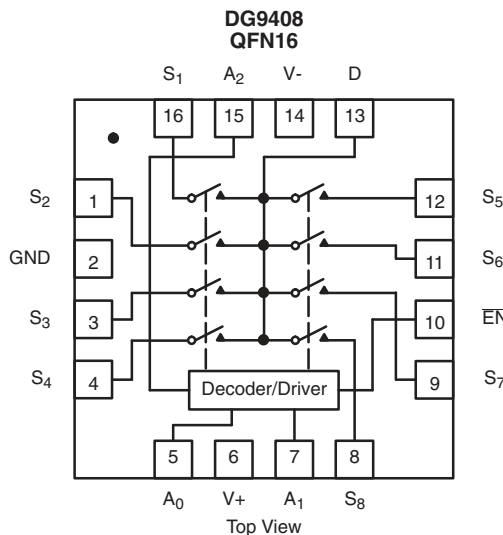 DG9408
QFN16
S1 A2 V- D
16 15 14 13
S2 1 12 S5
GND 2 11 S6
S3 3 10 E̅N̅
S4 4 9 S7
Decoder/Driver
5 6 7 8
A0 V+ A1 S8
Top View